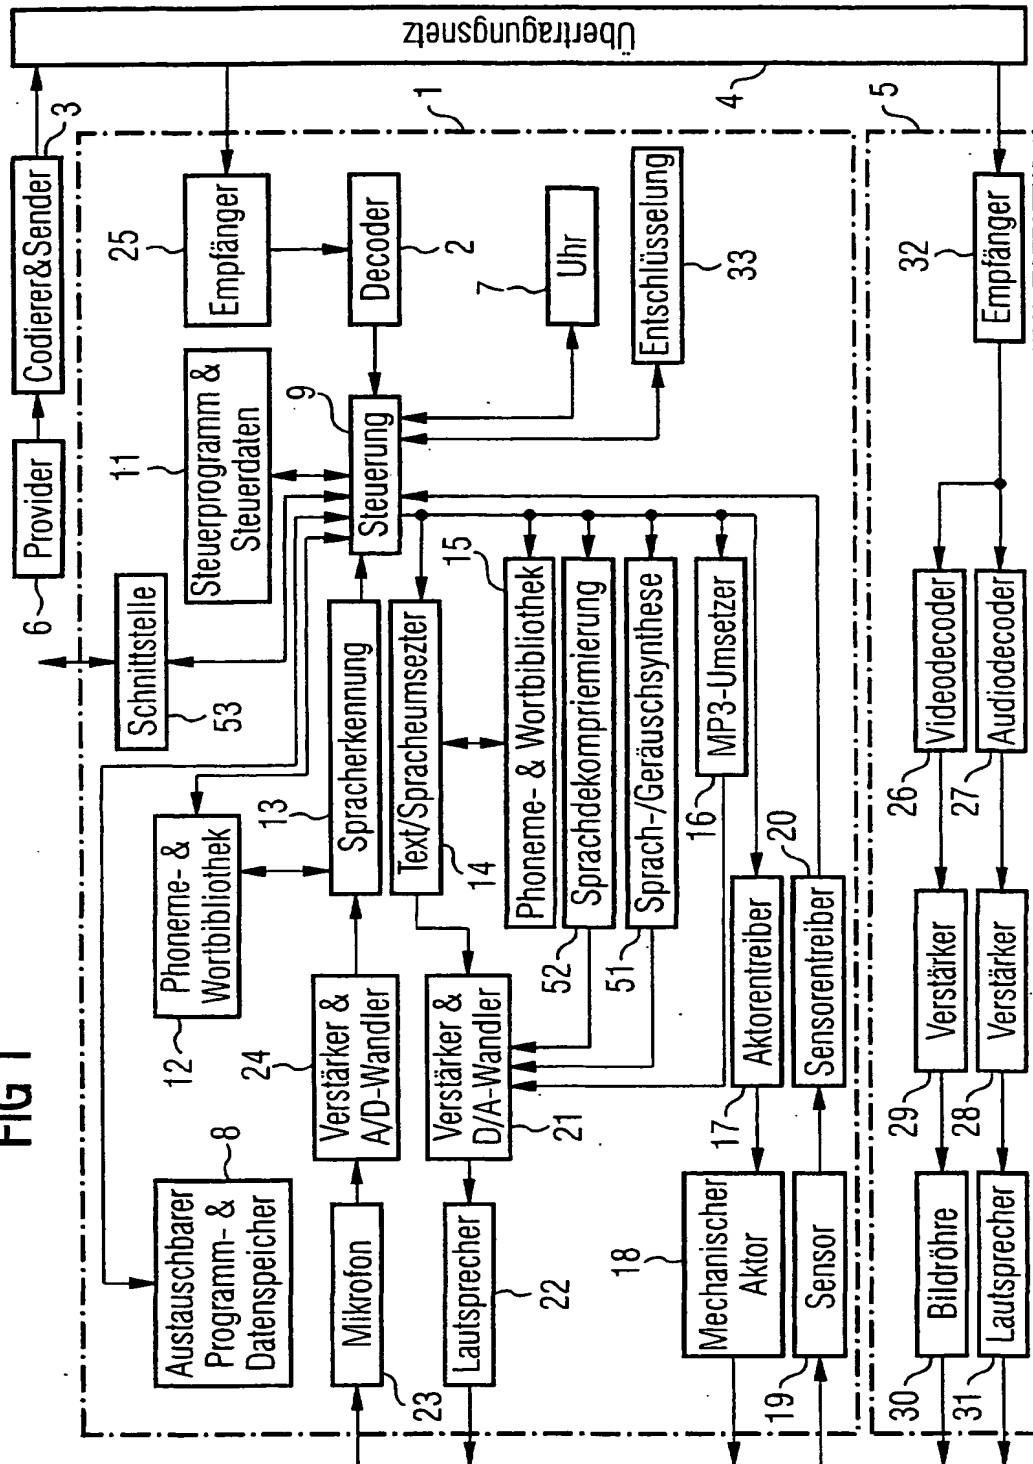 FIG 1
Provider
6
Codierer&Sender
3
Übertragungsnetz
4
Schnittstelle
53
1
Austauschbarer
Programm- &
Datenspeicher
8
Phoneme- &
Wortbibliothek
12
Steuerprogramm &
Steuerdaten
11
Empfänger
25
Mikrofon
23
Verstärker &
A/D-Wandler
24
Spracherkennung
13
Steuerung
9
Decoder
2
Lautsprecher
22
Verstärker &
D/A-Wandler
21
Text/Spracheumsezter
14
Phoneme- & Wortbibliothek
15
Uhr
7
Sprachdekompriemierung
52
Entschlüsselung
33
Sprach-/Geräuschsynthese
51
MP3-Umsetzer
16
Mechanischer
Aktor
18
Aktorentreiber
17
Sensor
19
Sensorentreiber
20
5
Bildröhre
30
Verstärker
29
Videodecoder
26
Empfänger
32
Lautsprecher
31
Verstärker
28
Audiodecoder
27